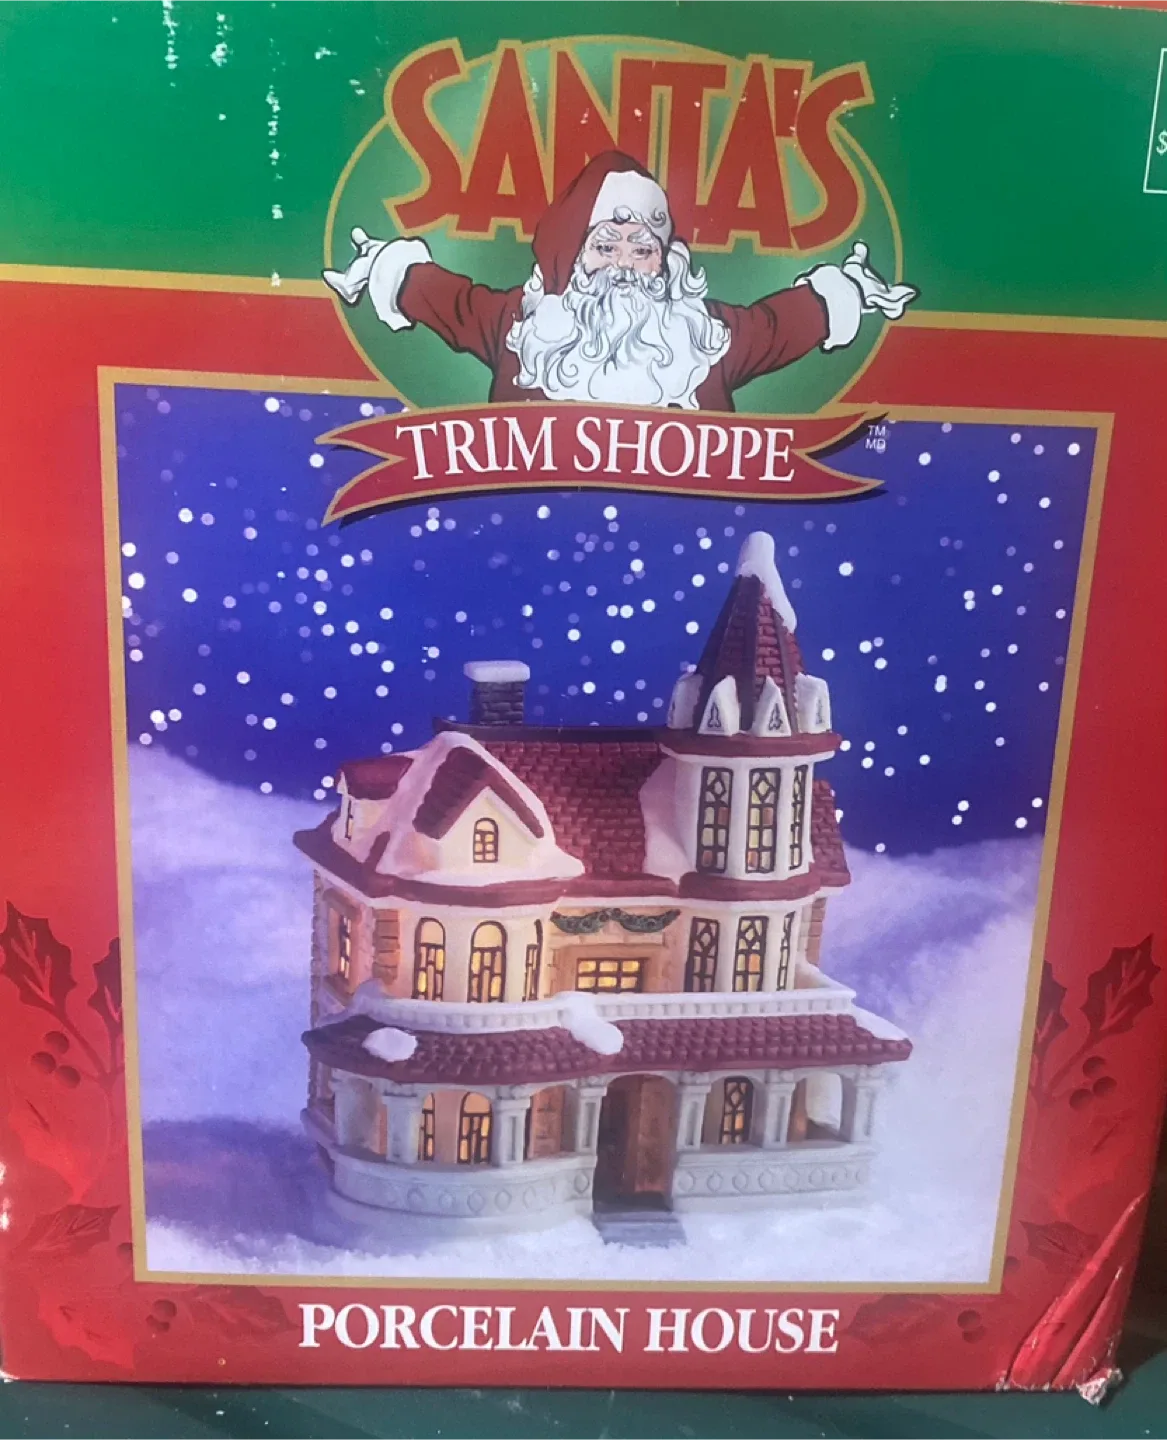 SANTA'S
TRIM SHOPPE
TM
MD
$
PORCELAIN HOUSE